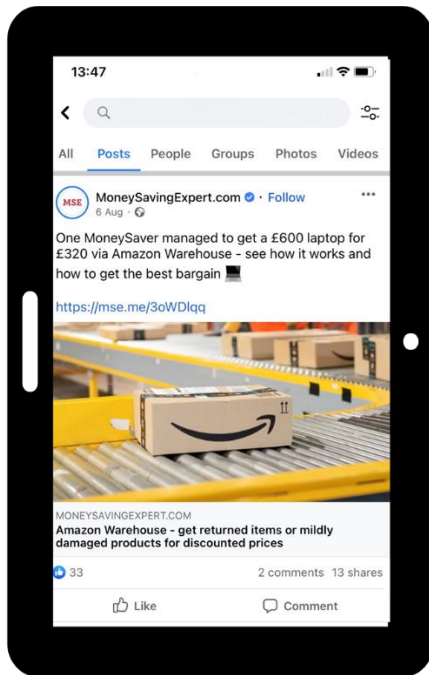 13:47
All Posts People Groups Photos Videos
MSE
MoneySavingExpert.com · Follow
6 Aug ·
One MoneySaver managed to get a £600 laptop for
£320 via Amazon Warehouse - see how it works and
how to get the best bargain 💻
https://mse.me/3oWDlqq
MONEYSAVINGEXPERT.COM
Amazon Warehouse - get returned items or mildly
damaged products for discounted prices
33 2 comments 13 shares
Like Comment